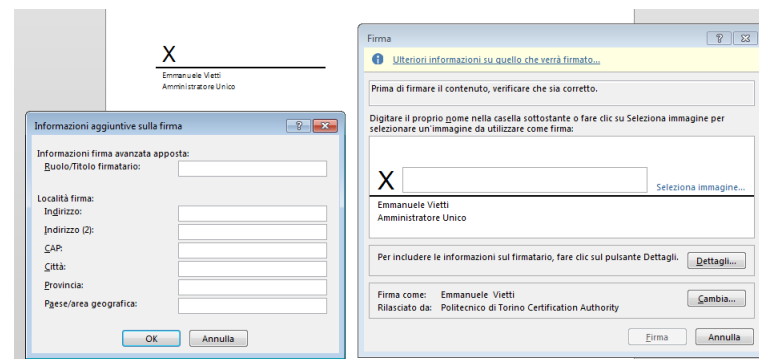 X
Emmanuele Vietti
Amministratore Unico
Informazioni aggiuntive sulla firma
Informazioni firma avanzata apposta:
Ruolo/Titolo firmatario:
Località firma:
Indirizzo:
Indirizzo (2):
CAP:
Città:
Provincia:
Paese/area geografica:
OK Annulla
Firma
Ulteriori informazioni su quello che verrà firmato...
Prima di firmare il contenuto, verificare che sia corretto.
Digitare il proprio nome nella casella sottostante o fare clic su Seleziona immagine per
selezionare un'immagine da utilizzare come firma:
X
Seleziona immagine...
Emmanuele Vietti
Amministratore Unico
Per includere le informazioni sul firmatario, fare clic sul pulsante Dettagli. Dettagli...
Firma come: Emmanuele Vietti
Rilasciato da: Politecnico di Torino Certification Authority
Cambia...
Firma Annulla